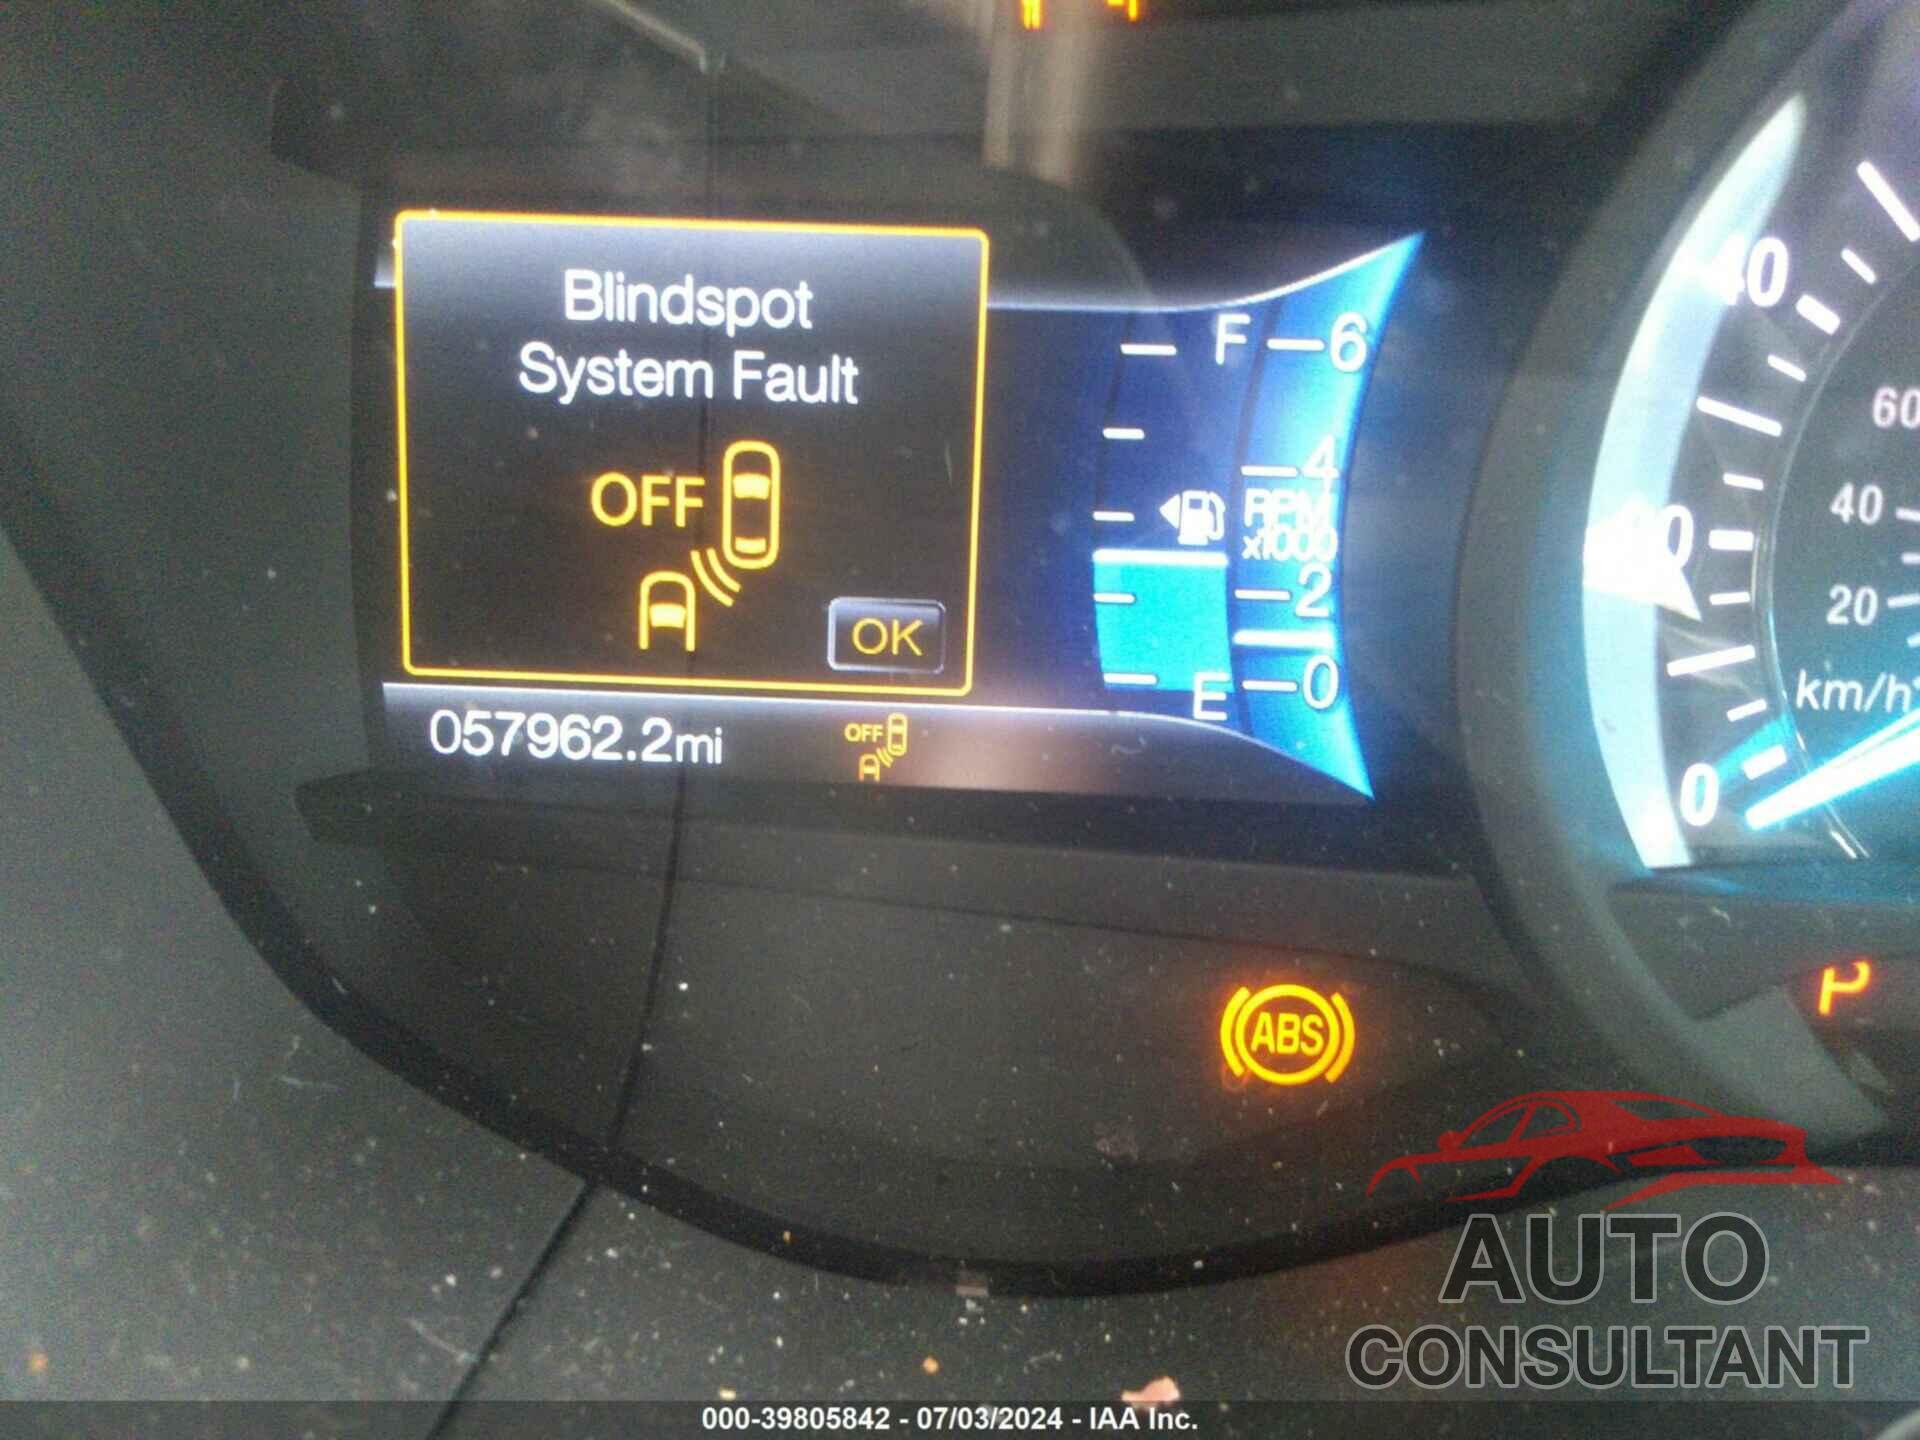 Blindspot
System Fault
OFF
OK
057962.2mi
OFF
F
6
4
RPM
x1000
2
E
0
40
0
60
40
20
km/h
ABS
P
AUTO
CONSULTANT
000-39805842 - 07/03/2024 - IAA Inc.